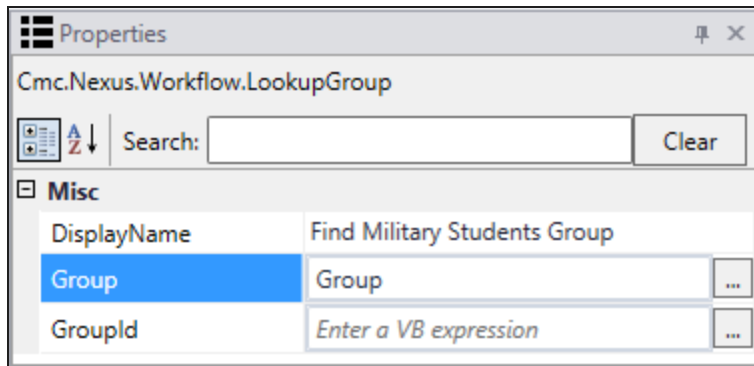 Properties
Cmc.Nexus.Workflow.LookupGroup
A Z Search: Clear
Misc
DisplayName Find Military Students Group
Group Group ...
GroupId Enter a VB expression ...